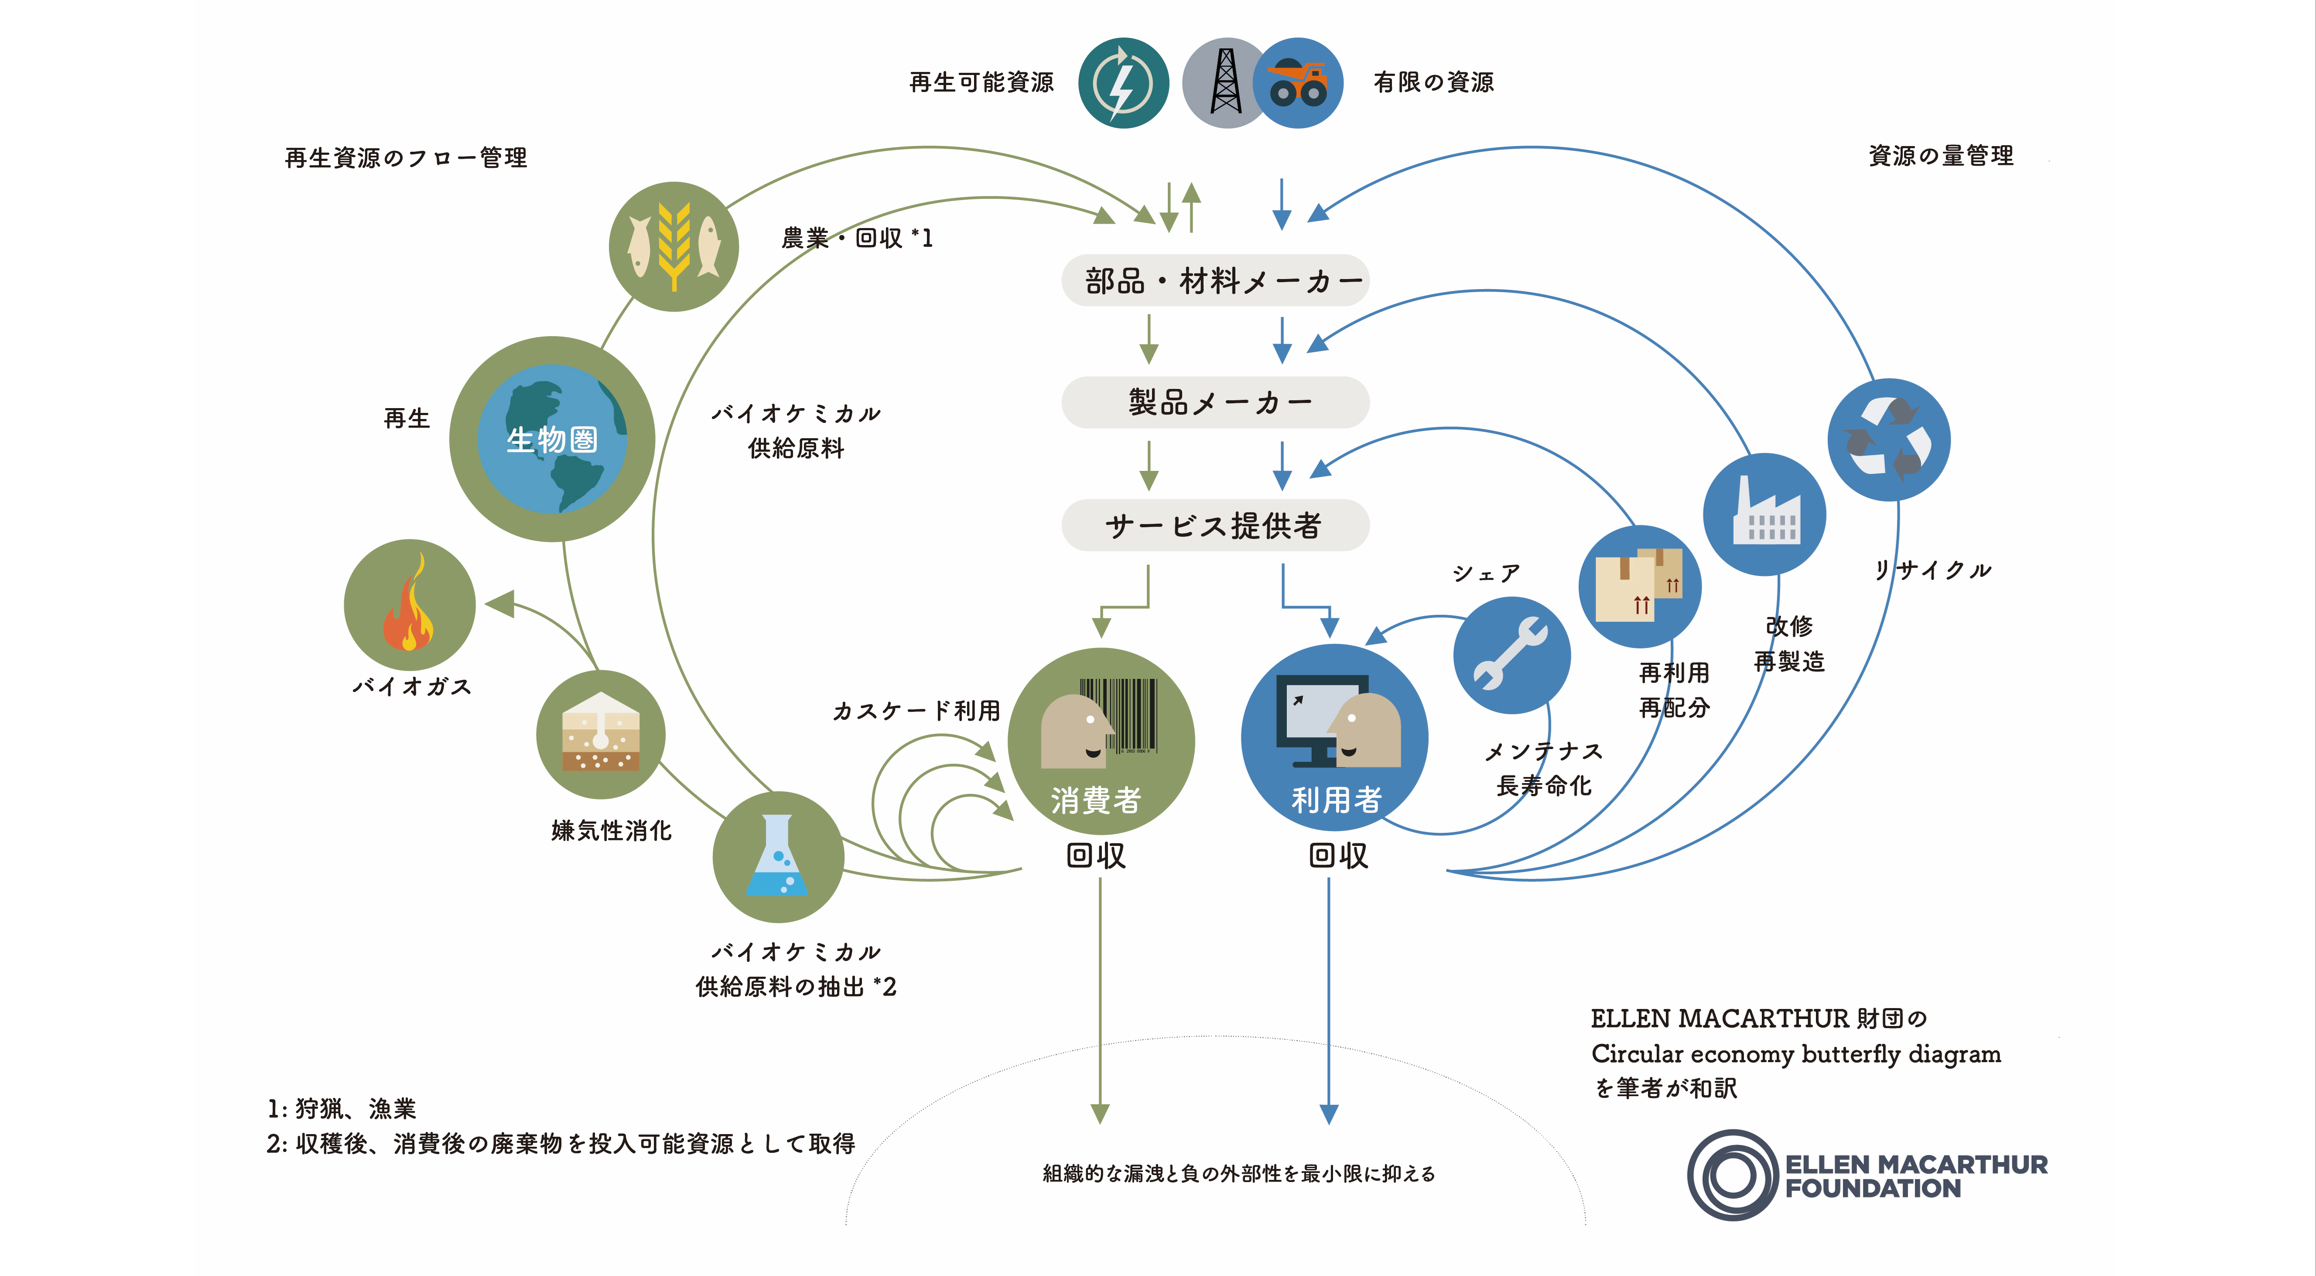 再生可能資源
有限の資源
再生資源のフロー管理
資源の量管理
農業・回収 *1
部品・材料メーカー
再生
生物圏
バイオケミカル
供給原料
製品メーカー
サービス提供者
シェア
リサイクル
改修
再製造
再利用
再配分
バイオガス
カスケード利用
メンテナス
長寿命化
消費者
利用者
嫌気性消化
回収
回収
バイオケミカル
供給原料の抽出 *2
ELLEN MACARTHUR 財団の
Circular economy butterfly diagram
を筆者が和訳
1: 狩猟、漁業
2: 収穫後、消費後の廃棄物を投入可能資源として取得
組織的な漏洩と負の外部性を最小限に抑える
ELLEN MACARTHUR
FOUNDATION